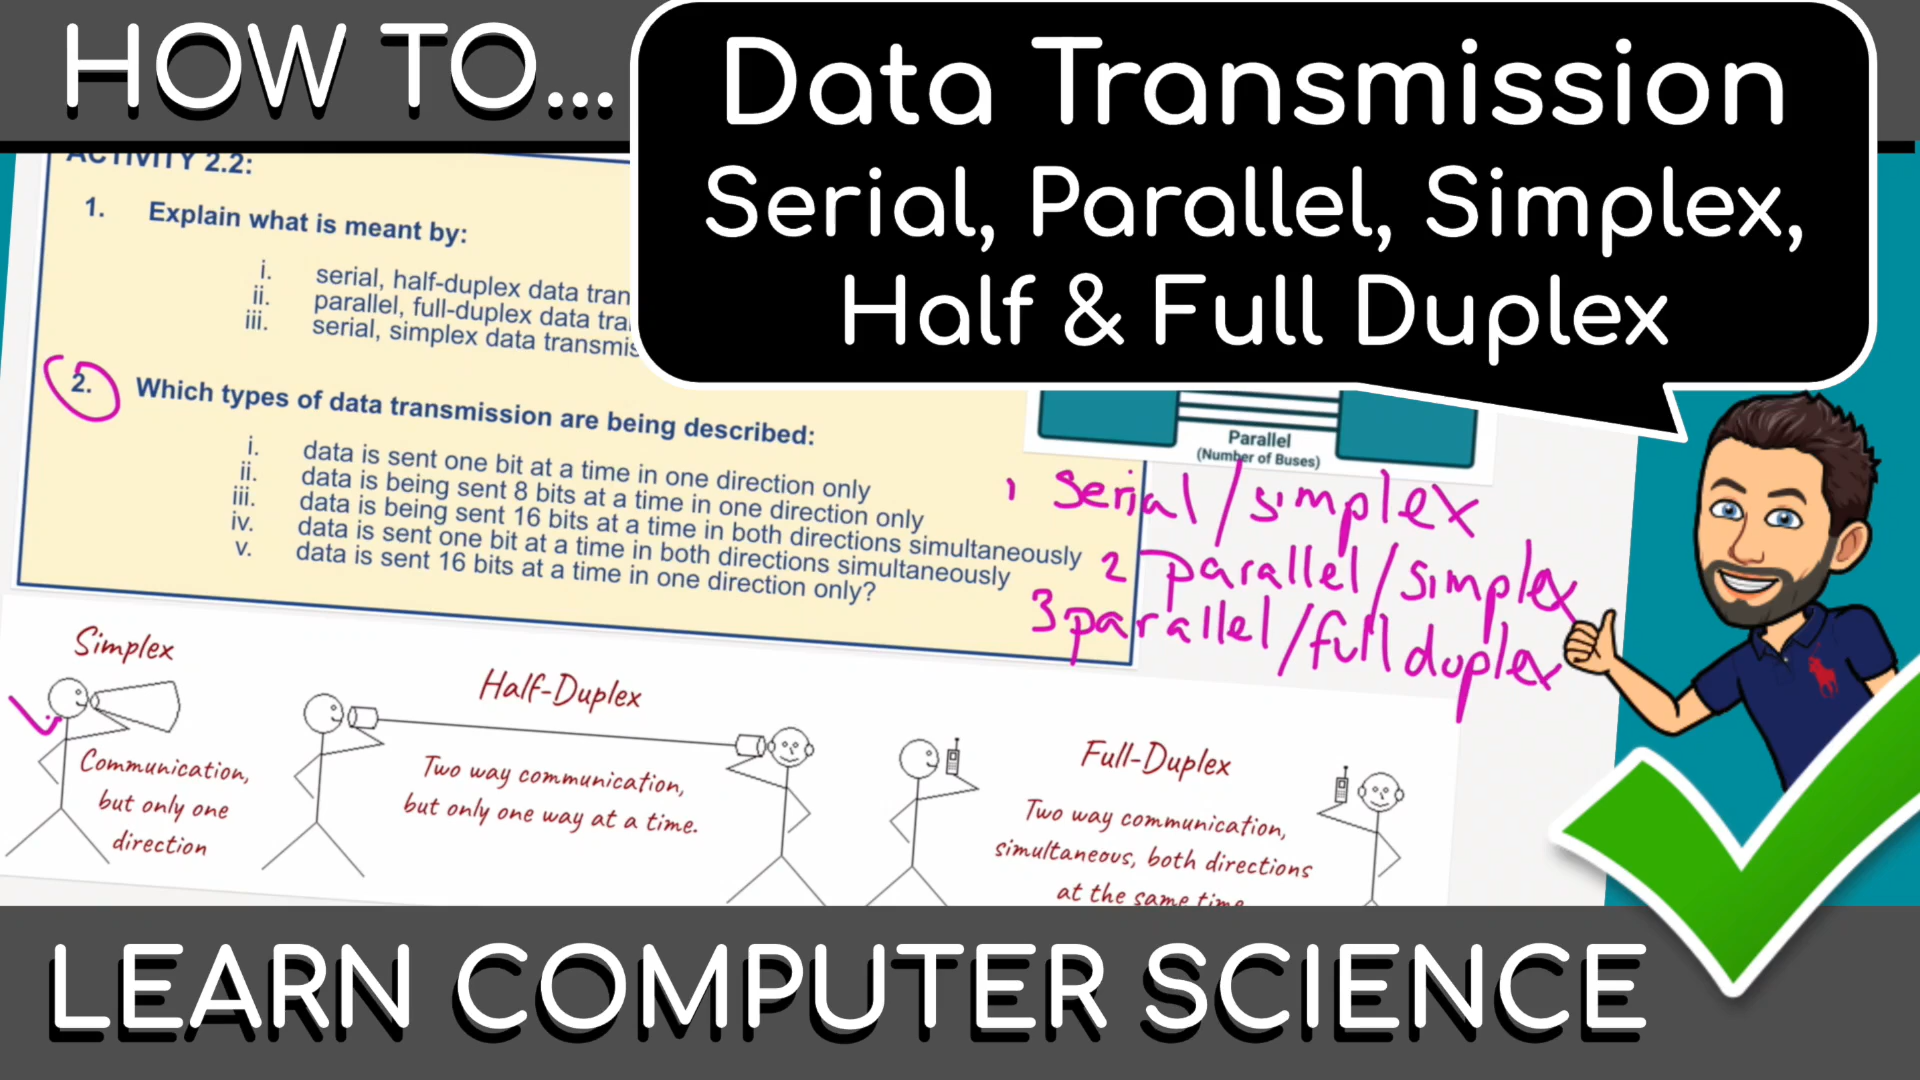 HOW TO...
Data Transmission
Serial, Parallel, Simplex,
Half & Full Duplex
ACTIVITY 2.2:
1. Explain what is meant by:
i. serial, half-duplex data tran
ii. parallel, full-duplex data tra
iii. serial, simplex data transmis
2. Which types of data transmission are being described:
i. data is sent one bit at a time in one direction only
ii. data is being sent 8 bits at a time in one direction only
iii. data is being sent 16 bits at a time in both directions simultaneously
iv. data is sent one bit at a time in both directions simultaneously
v. data is sent 16 bits at a time in one direction only?
Parallel
(Number of Buses)
1 Serial/simplex
2 Parallel/simplex
3 parallel/full duplex
Simplex
Communication,
but only one
direction
Half-Duplex
Two way communication,
but only one way at a time.
Full-Duplex
Two way communication,
simultaneous, both directions
at the same time
LEARN COMPUTER SCIENCE